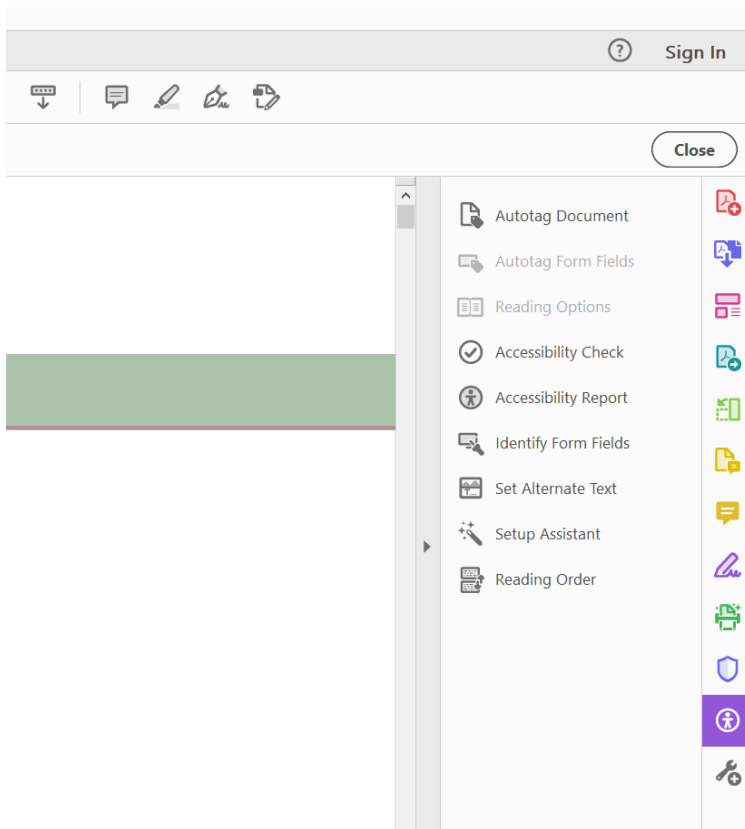 Sign In
Close
Autotag Document
Autotag Form Fields
Reading Options
Accessibility Check
Accessibility Report
Identify Form Fields
Set Alternate Text
Setup Assistant
Reading Order